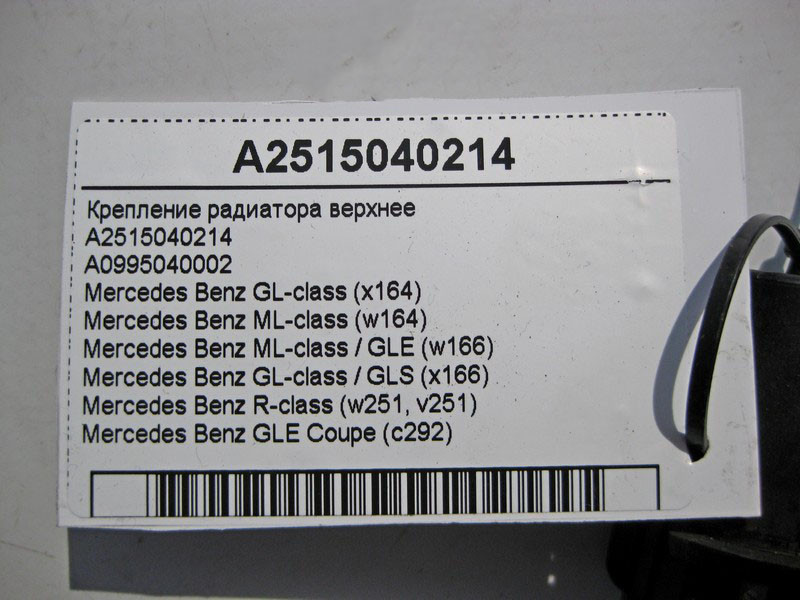 A2515040214
Крепление радиатора верхнее
A2515040214
A0995040002
Mercedes Benz GL-class (x164)
Mercedes Benz ML-class (w164)
Mercedes Benz ML-class / GLE (w166)
Mercedes Benz GL-class / GLS (x166)
Mercedes Benz R-class (w251, v251)
Mercedes Benz GLE Coupe (c292)